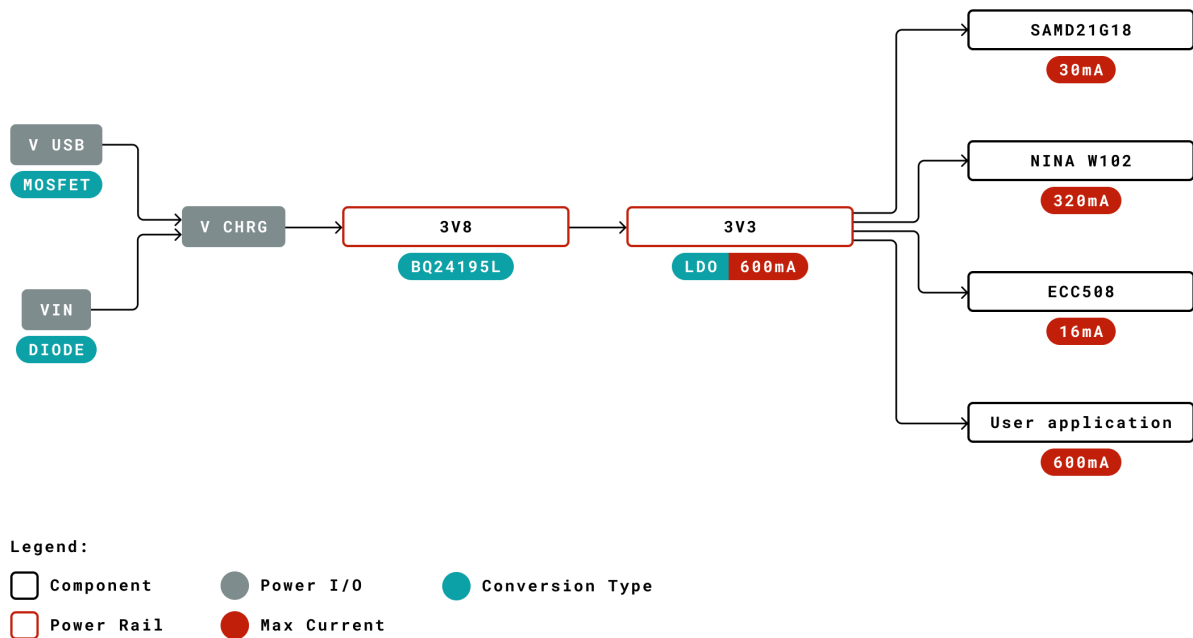 SAMD21G18
30mA
V USB
MOSFET
NINA W102
320mA
V CHRG
3V8
3V3
BQ24195L
LDO 600mA
VIN
DIODE
ECC508
16mA
User application
600mA
Legend:
Component
Power I/O
Conversion Type
Power Rail
Max Current